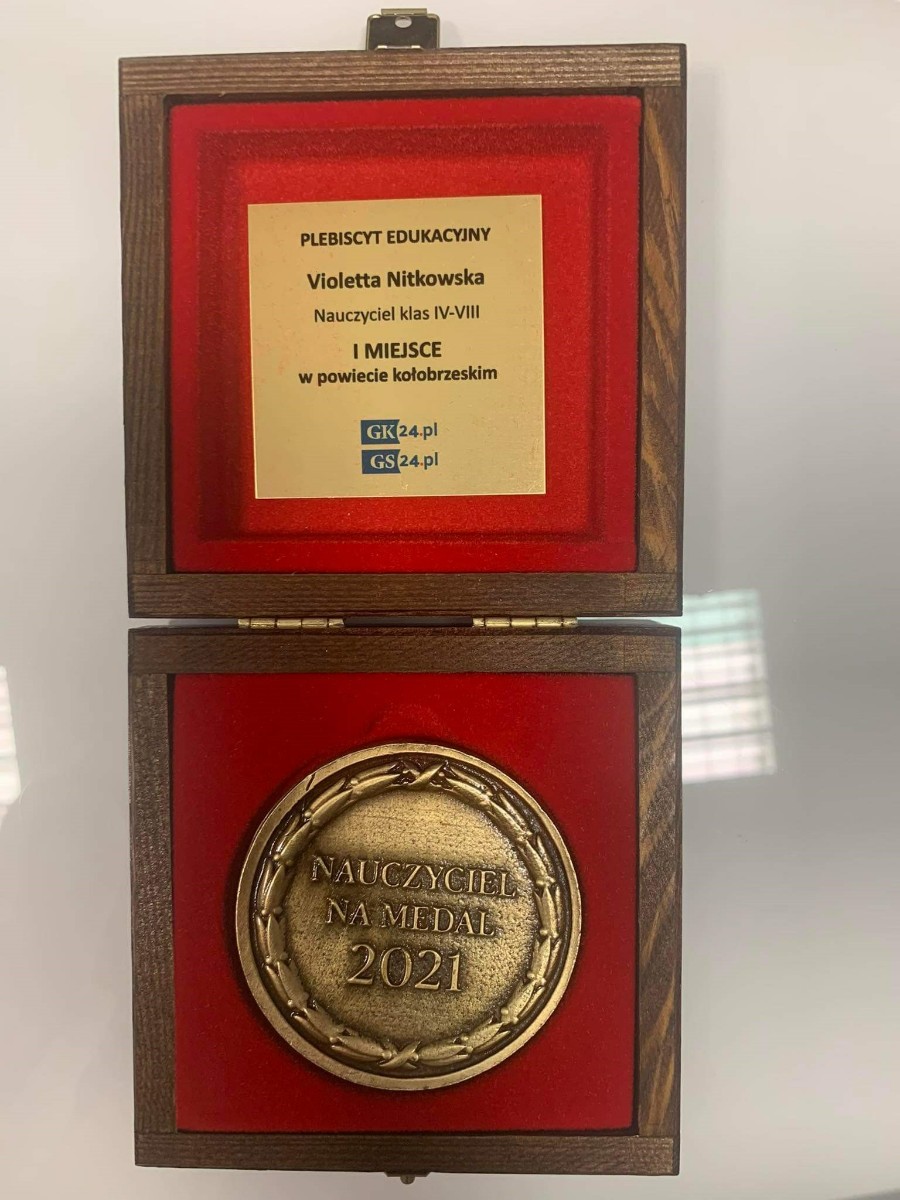 PLEBISCYT EDUKACYJNY
Violetta Nitkowska
Nauczyciel klas IV-VIII
I MIEJSCE
w powiecie kołobrzeskim
GK24.pl
GS24.pl
NAUCZYCIEL
NA MEDAL
2021